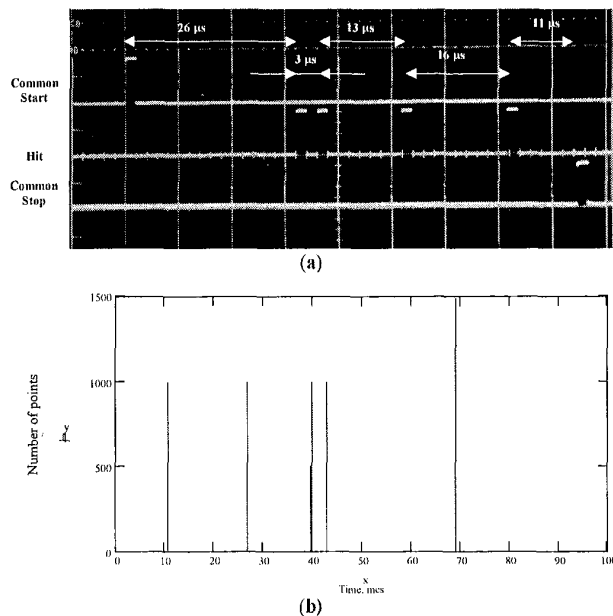 26 µs
13 µs
11 µs
3 µs
16 µs
Common
Start
Hit
Common
Stop
(a)
1500
1000
500
0
Number of points
y
0 10 20 30 40 50 60 70 80 90 100
x
Time, mcs
(b)